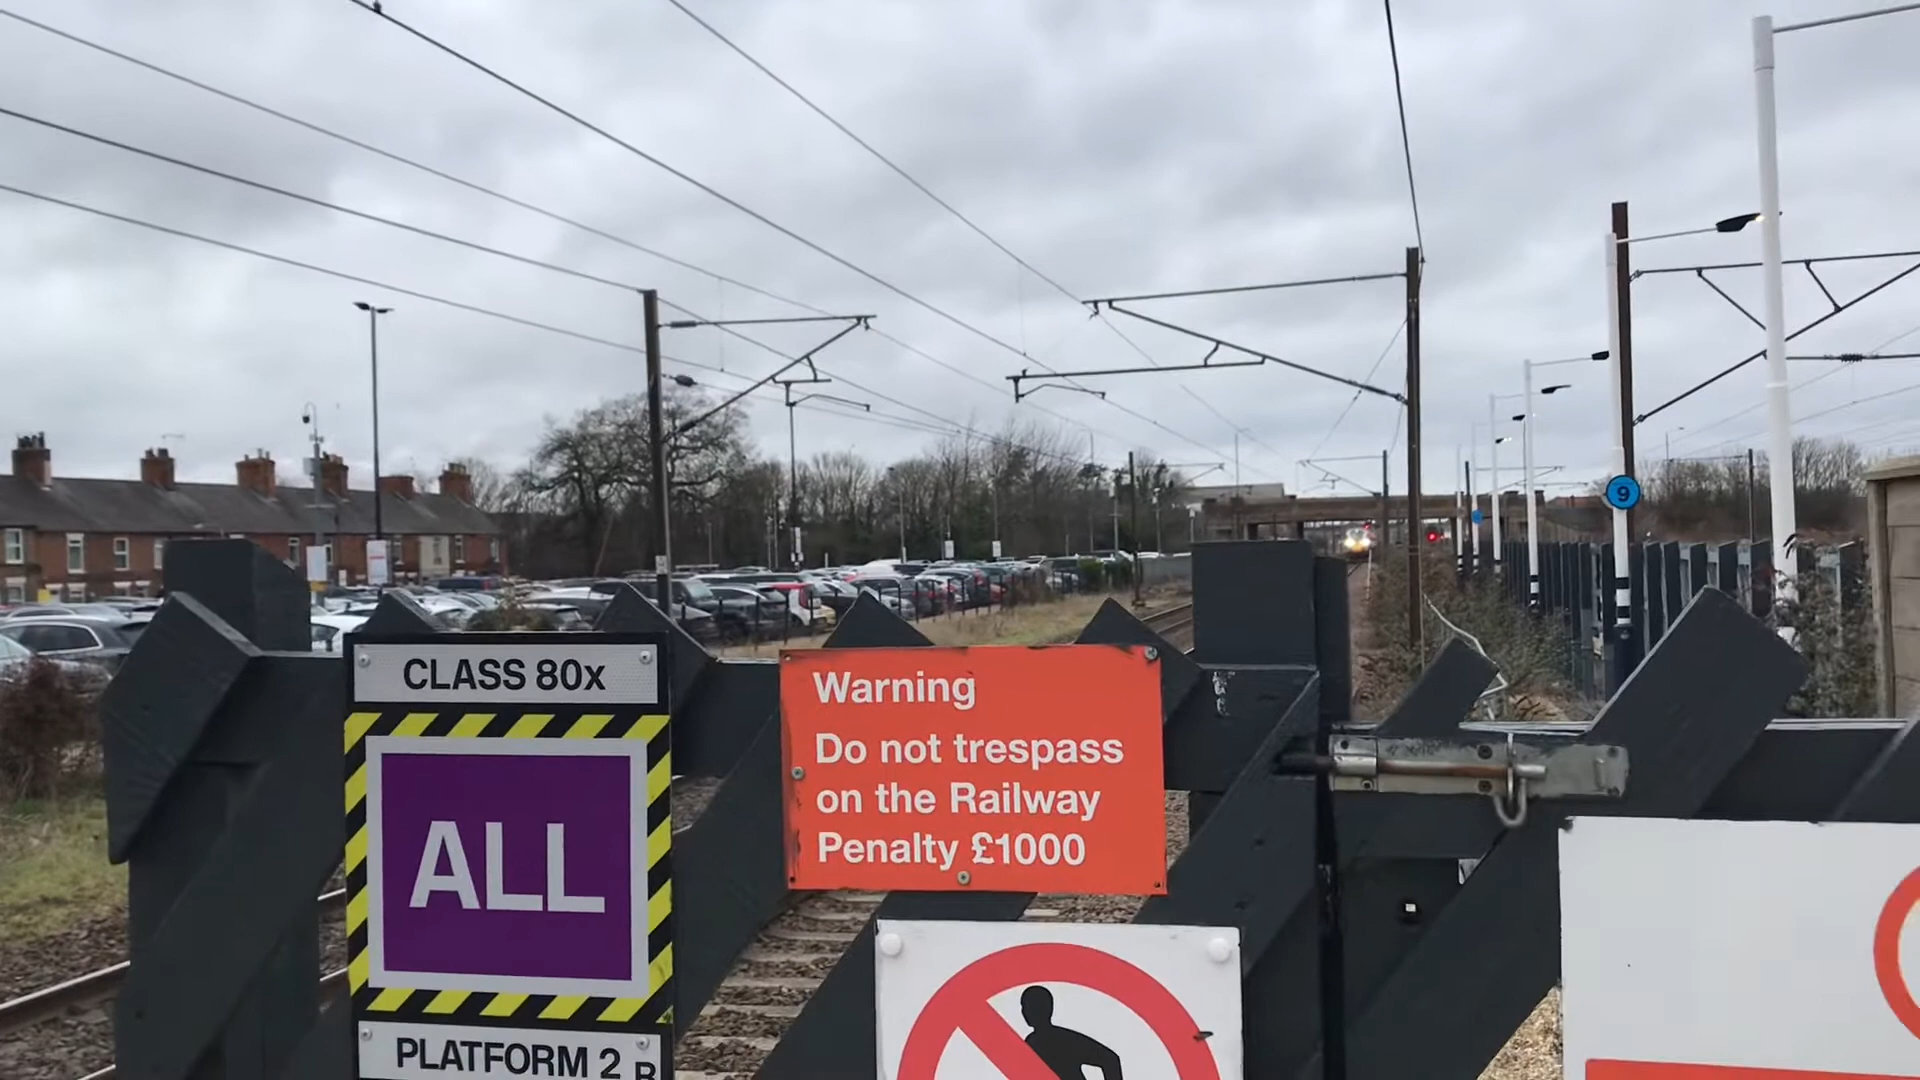 9
CLASS 80x
ALL
PLATFORM 2
Warning
Do not trespass
on the Railway
Penalty £1000